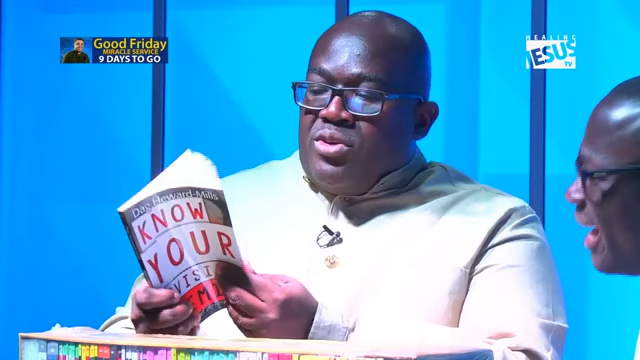 Good Friday
MIRACLE SERVICE
9 DAYS TO GO
HEALING
JESUS
TV
Dag Heward-Mills
KNOW
YOUR